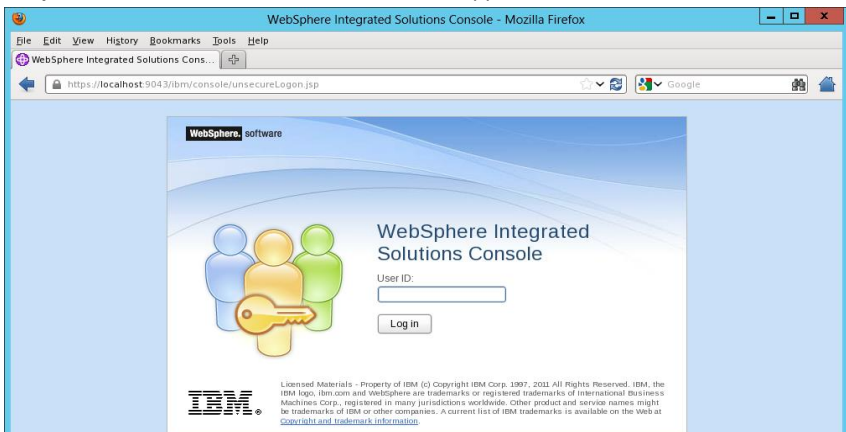 WebSphere Integrated Solutions Console - Mozilla Firefox
File Edit View History Bookmarks Tools Help
WebSphere Integrated Solutions Cons...
https://localhost:9043/ibm/console/unsecureLogon.jsp
Google
WebSphere. software
WebSphere Integrated
Solutions Console
User ID:
Log in
Licensed Materials - Property of IBM (c) Copyright IBM Corp. 1997, 2011 All Rights Reserved. IBM, the
IBM logo, ibm.com and WebSphere are trademarks or registered trademarks of International Business
Machines Corp., registered in many jurisdictions worldwide. Other product and service names might
be trademarks of IBM or other companies. A current list of IBM trademarks is available on the Web at
Copyright and trademark information.
IBM®